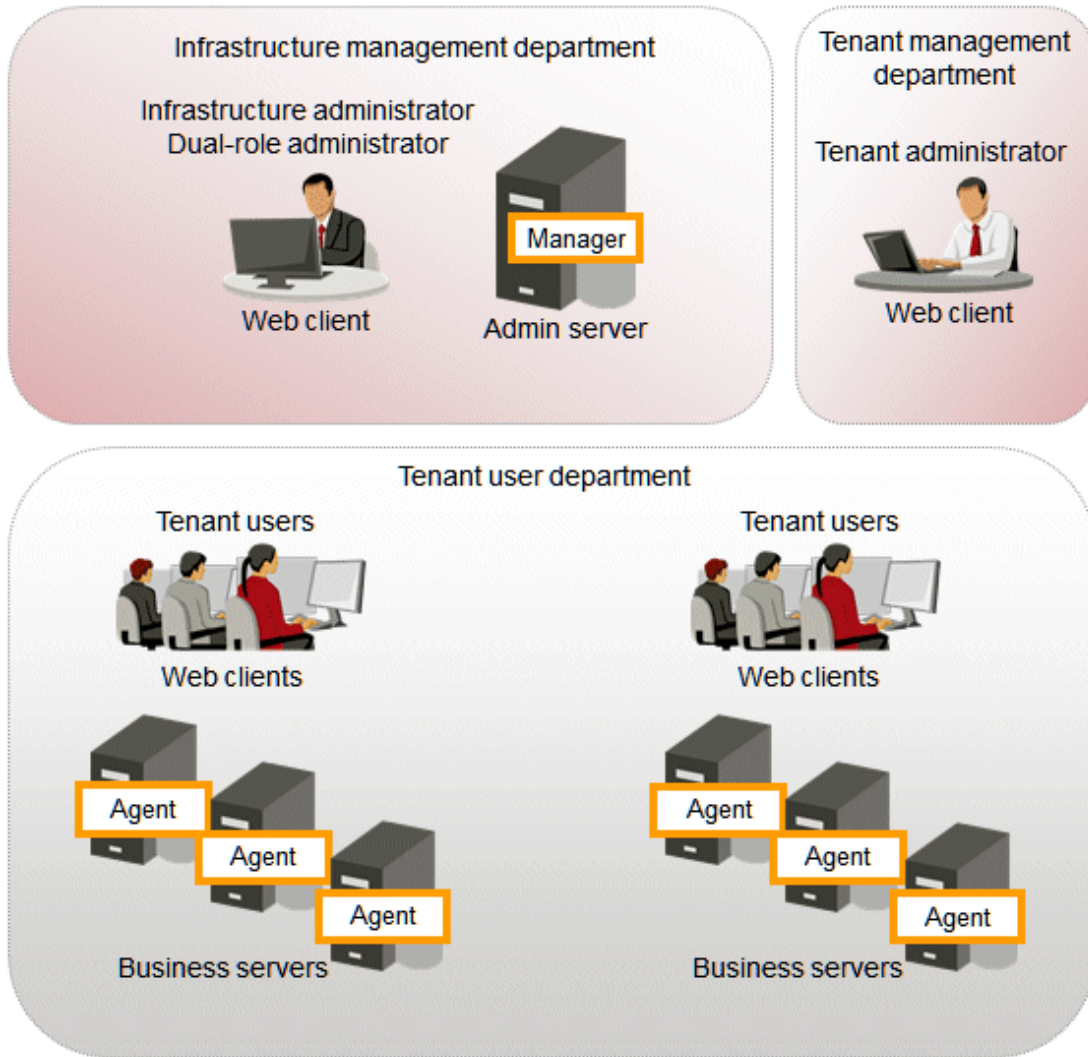 Infrastructure management department
Infrastructure administrator
Dual-role administrator
Manager
Web client
Admin server
Tenant management
department
Tenant administrator
Web client
Tenant user department
Tenant users
Web clients
Agent
Agent
Agent
Business servers
Tenant users
Web clients
Agent
Agent
Agent
Business servers